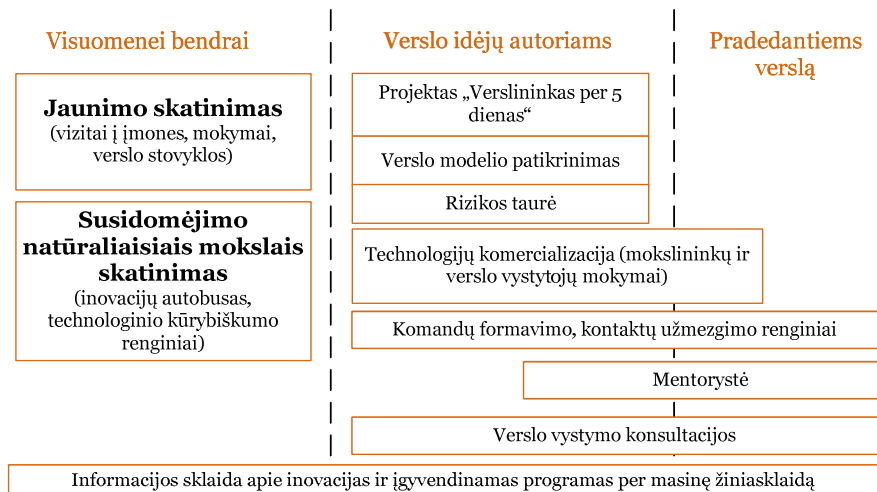 Visuomenei bendrai
Verslo idėjų autoriams
Pradedantiems
verslą
Jaunimo skatinimas
(vizitai į įmones, mokymai,
verslo stovyklos)
Susidomėjimo
natūraliaisiais mokslais
skatinimas
(inovacijų autobusas,
technologinio kūrybiškumo
renginiai)
Projektas „Verslininkas per 5
dienas“
Verslo modelio patikrinimas
Rizikos taurė
Technologijų komercializacija (mokslininkų ir
verslo vystytojų mokymai)
Komandų formavimo, kontaktų užmezgimo renginiai
Mentorystė
Verslo vystymo konsultacijos
Informacijos sklaida apie inovacijas ir įgyvendinamas programas per masinę žiniasklaidą